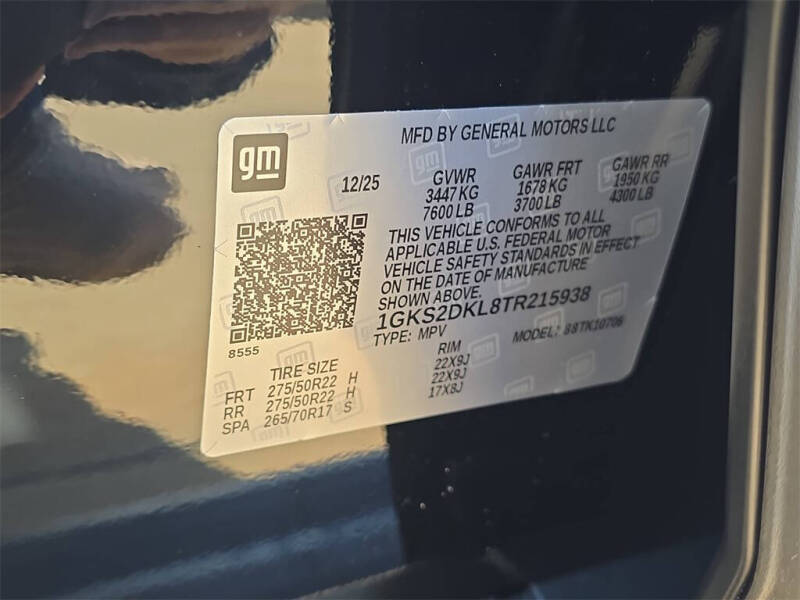 gm
MFD BY GENERAL MOTORS LLC
12/25 GVWR GAWR FRT GAWR RR
3447 KG 1678 KG 1950 KG
7600 LB 3700 LB 4300 LB
THIS VEHICLE CONFORMS TO ALL
APPLICABLE U.S. FEDERAL MOTOR
VEHICLE SAFETY STANDARDS IN EFFECT
ON THE DATE OF MANUFACTURE
SHOWN ABOVE.
1GKS2DKL8TR215938
TYPE: MPV MODEL: 88TK10706
8555
TIRE SIZE RIM
FRT 275/50R22 H 22X9J
RR 275/50R22 H 22X9J
SPA 265/70R17 S 17X8J